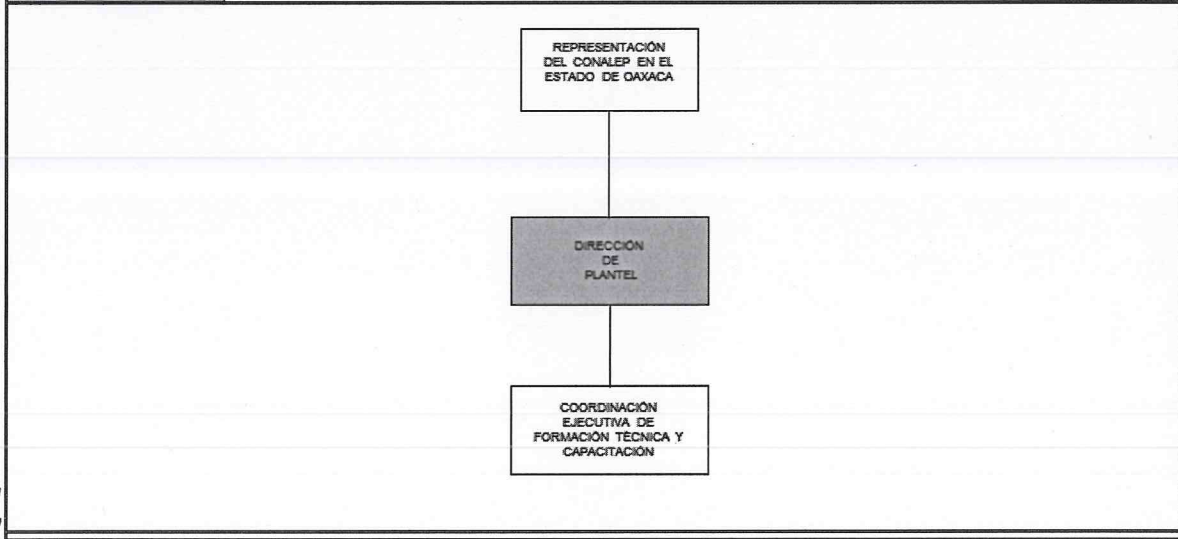 REPRESENTACIÓN
DEL CONALEP EN EL
ESTADO DE OAXACA
DIRECCIÓN
DE
PLANTEL
COORDINACIÓN
EJECUTIVA DE
FORMACIÓN TÉCNICA Y
CAPACITACIÓN